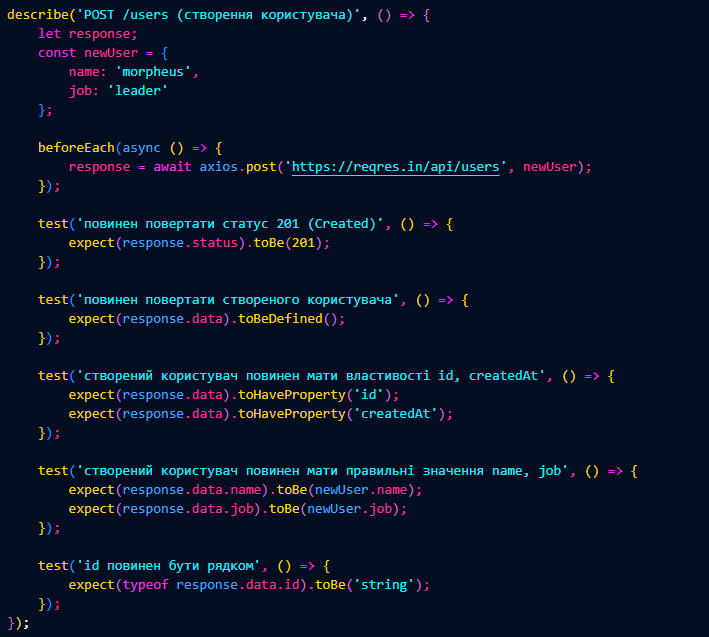 describe('POST /users (створення користувача)', () => {
    let response;
    const newUser = {
        name: 'morpheus',
        job: 'leader'
    };

    beforeEach(async () => {
        response = await axios.post('https://reqres.in/api/users', newUser);
    });

    test('повинен повертати статус 201 (Created)', () => {
        expect(response.status).toBe(201);
    });

    test('повинен повертати створеного користувача', () => {
        expect(response.data).toBeDefined();
    });

    test('створений користувач повинен мати властивості id, createdAt', () => {
        expect(response.data).toHaveProperty('id');
        expect(response.data).toHaveProperty('createdAt');
    });

    test('створений користувач повинен мати правильні значення name, job', () => {
        expect(response.data.name).toBe(newUser.name);
        expect(response.data.job).toBe(newUser.job);
    });

    test('id повинен бути рядком', () => {
        expect(typeof response.data.id).toBe('string');
    });
});